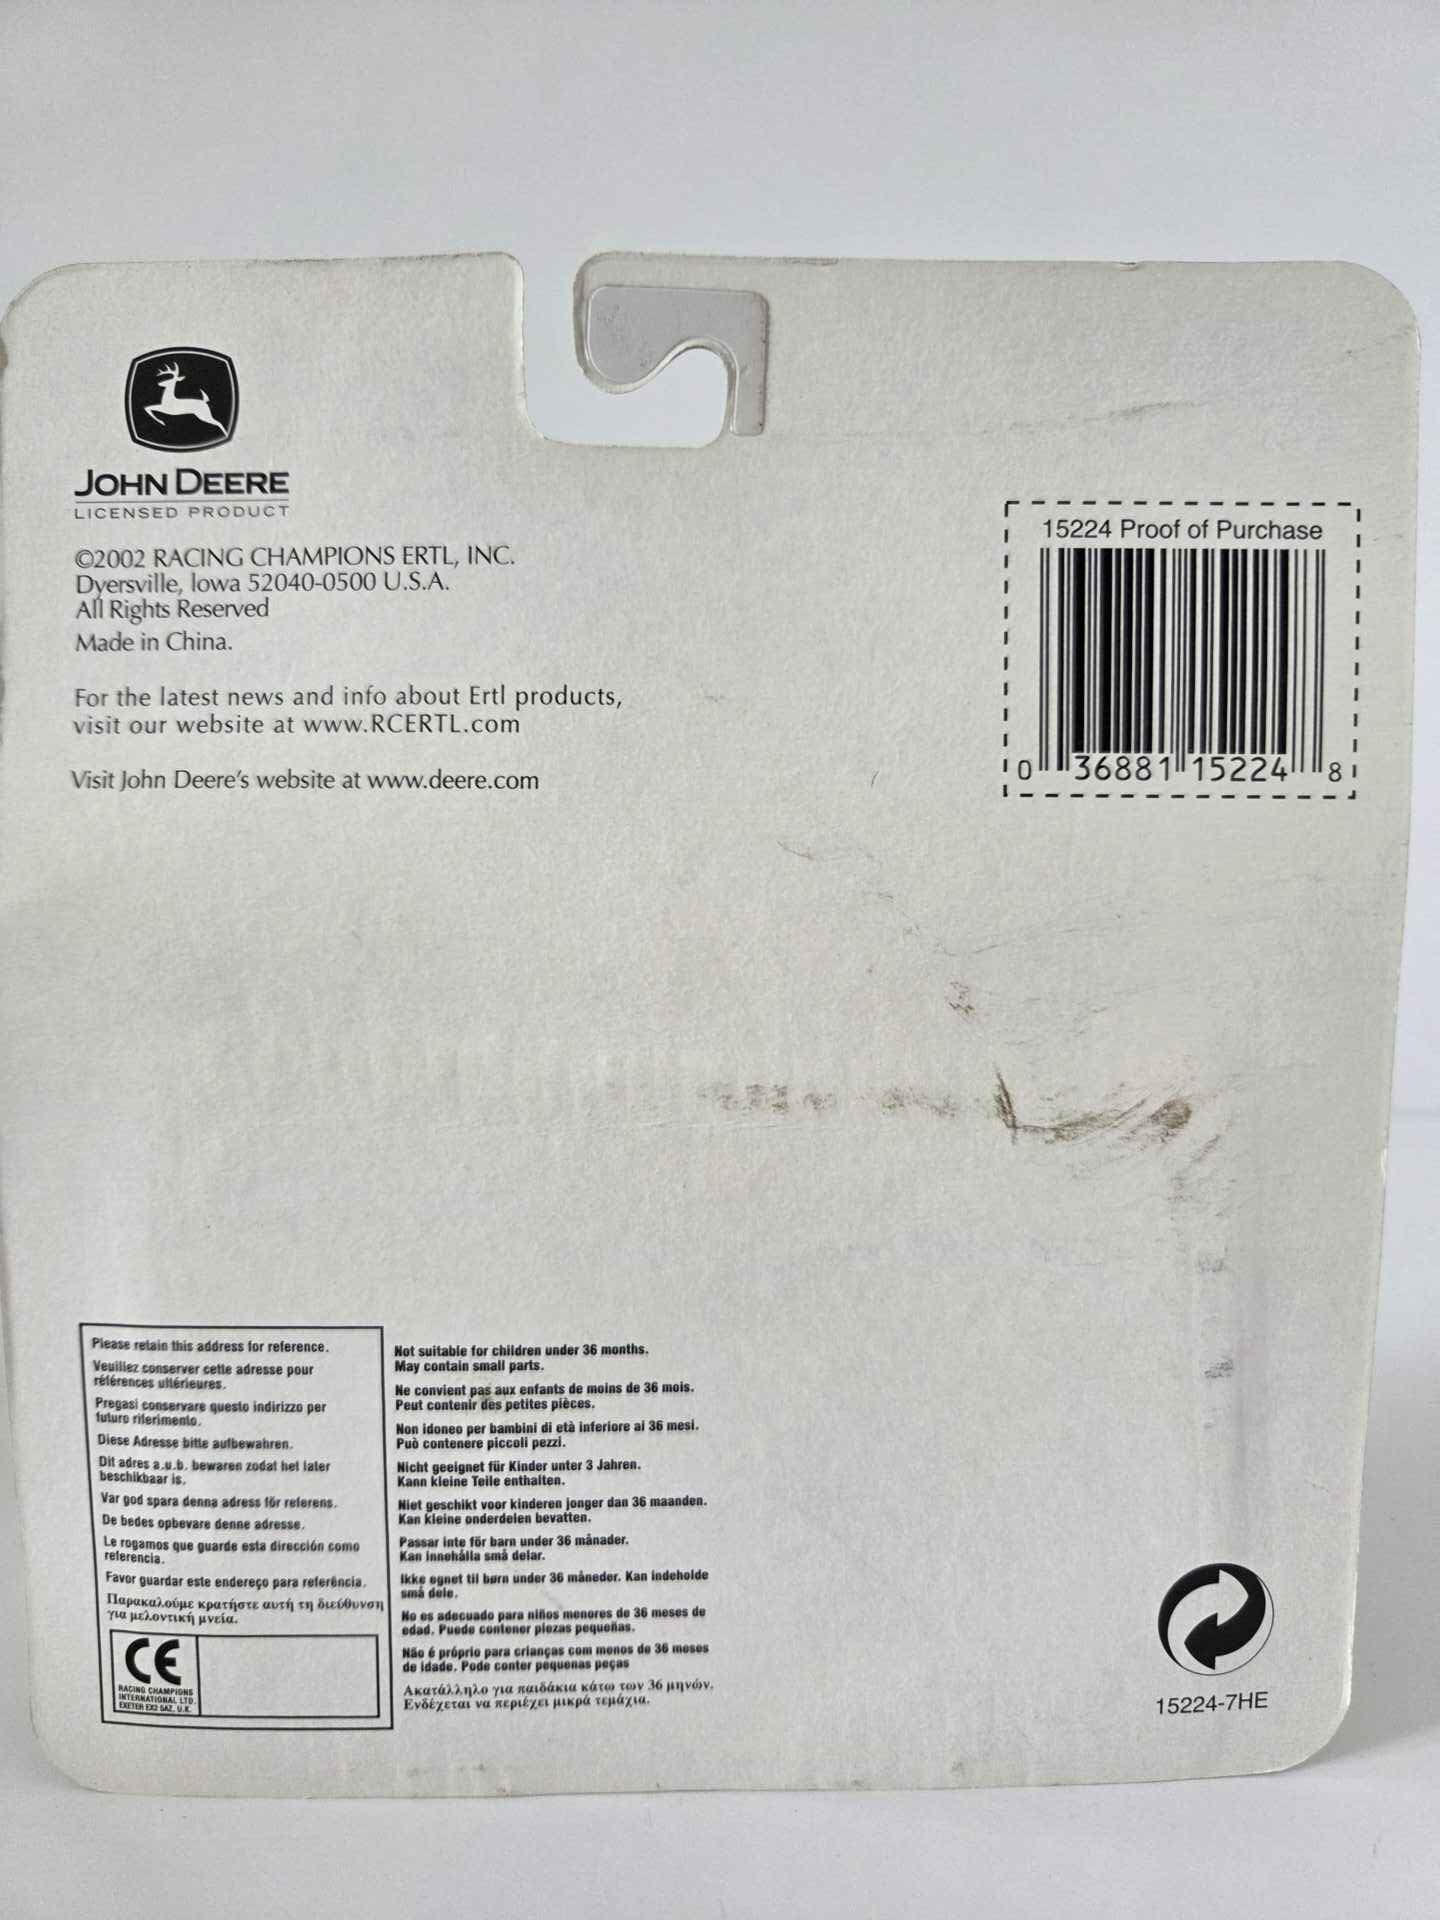 JOHN DEERE
LICENSED PRODUCT
©2002 RACING CHAMPIONS ERTL, INC.
Dyersville, Iowa 52040-0500 U.S.A.
All Rights Reserved
Made in China.
For the latest news and info about Ertl products,
visit our website at www.RCERTL.com
Visit John Deere's website at www.deere.com
15224 Proof of Purchase
0 36881 15224 8
Please retain this address for reference.
Veuillez conserver cette adresse pour
références ultérieures.
Pregasi conservare questo indirizzo per
futuro riferimento.
Diese Adresse bitte aufbewahren.
Dit adres a.u.b. bewaren zodat het later
beschikbaar is.
Var god spara denna adress för referens.
De bedes opbevare denne adresse.
Le rogamos que guarde esta dirección como
referencia.
Favor guardar este endereço para referência.
Παρακαλούμε κρατήστε αυτή τη διεύθυνση
για μελοντική μνεία.
CE
RACING CHAMPIONS
INTERNATIONAL LTD.
EXETER EX2 5AZ, U.K.
Not suitable for children under 36 months.
May contain small parts.
Ne convient pas aux enfants de moins de 36 mois.
Peut contenir des petites pièces.
Non idoneo per bambini di età inferiore ai 36 mesi.
Può contenere piccoli pezzi.
Nicht geeignet für Kinder unter 3 Jahren.
Kann kleine Teile enthalten.
Niet geschikt voor kinderen jonger dan 36 maanden.
Kan kleine onderdelen bevatten.
Passar inte för barn under 36 månader.
Kan innehålla små delar.
Ikke egnet til børn under 36 måneder. Kan indeholde
små dele.
No es adecuado para niños menores de 36 meses de
edad. Puede contener piezas pequeñas.
Não é próprio para crianças com menos de 36 meses
de idade. Pode conter pequenas peças
Ακατάλληλο για παιδάκια κάτω των 36 μηνών.
Ενδέχεται να περιέχει μικρά τεμάχια.
15224-7HE